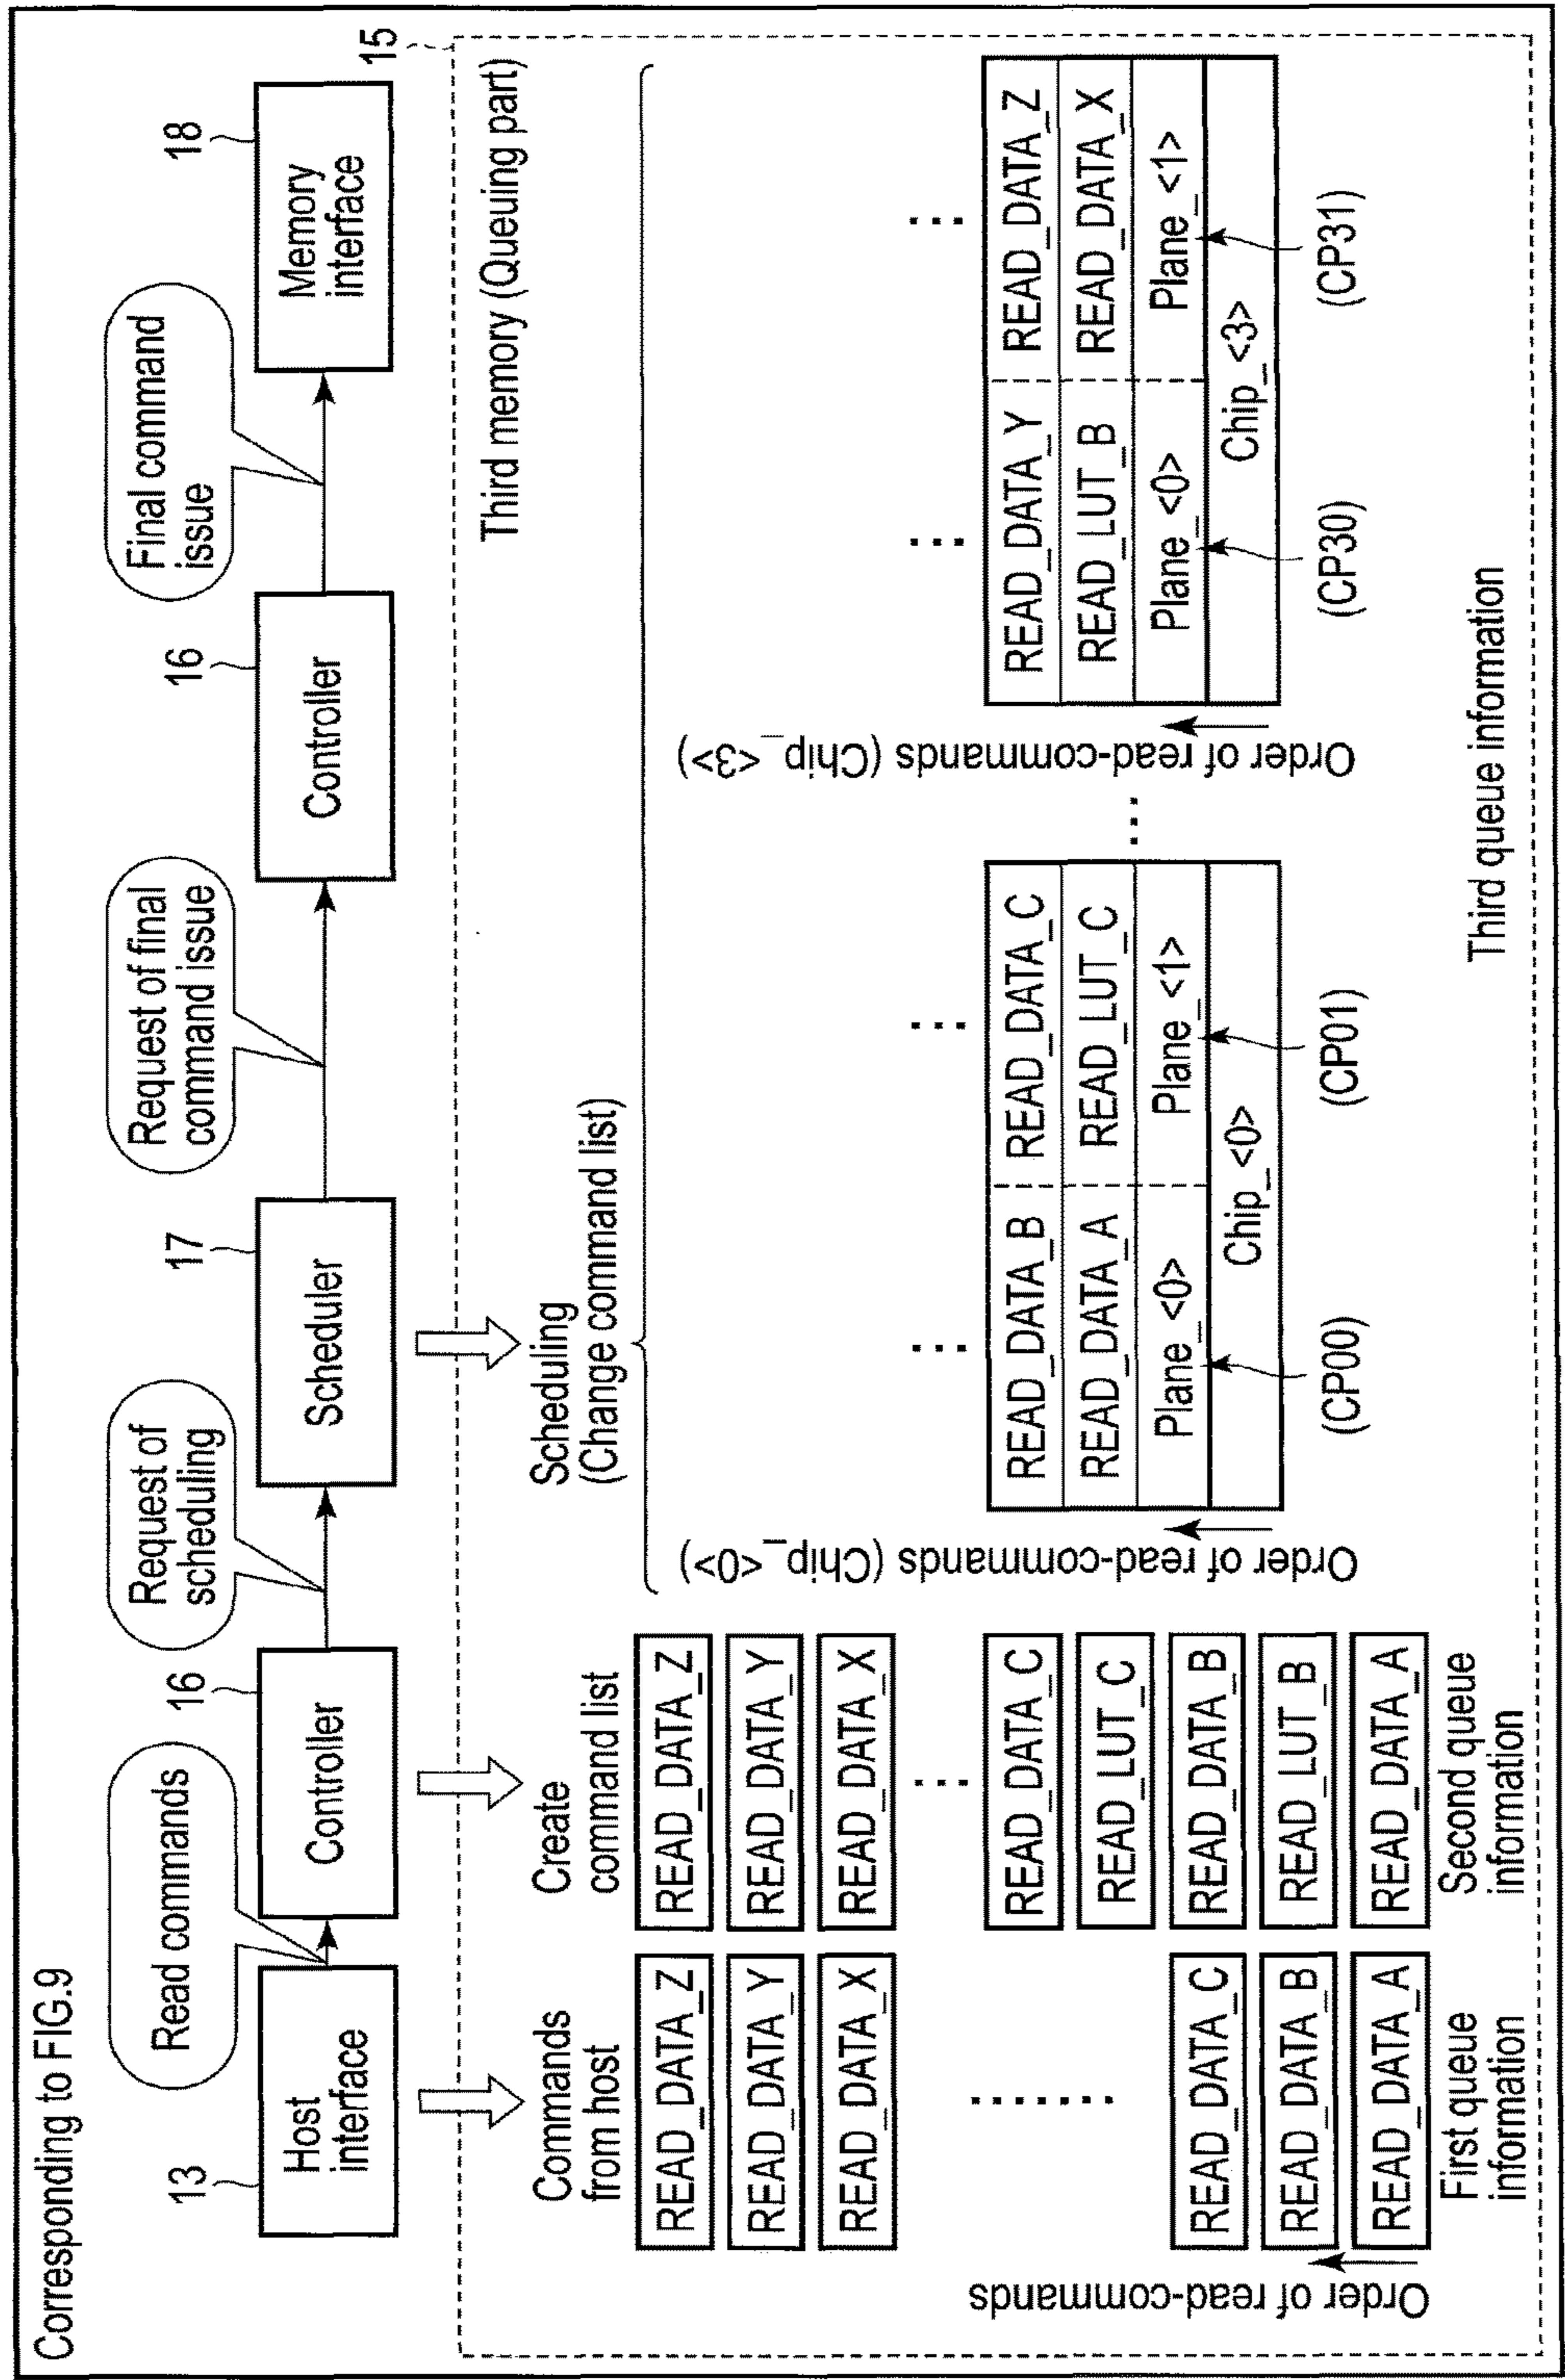 Corresponding to FIG.9
Read commands
Request of
scheduling
Request of final
command issue
Final command
issue
13
16
17
16
18
Host
interface
Controller
Scheduler
Controller
Memory
interface
15
Third memory (Queuing part)
Commands
from host
Create
command list
Scheduling
(Change command list)
Order of read-commands
READ_DATA_Z
READ_DATA_Y
READ_DATA_X
READ_DATA_C
READ_DATA_B
READ_DATA_A
First queue
information
READ_DATA_Z
READ_DATA_Y
READ_DATA_X
READ_DATA_C
READ_LUT_C
READ_DATA_B
READ_LUT_B
READ_DATA_A
Second queue
information
Order of read-commands (Chip_<0>)
READ_DATA_B READ_DATA_C
READ_DATA_A READ_LUT_C
Plane_<0> Plane_<1>
Chip_<0>
(CP00) (CP01)
Order of read-commands (Chip_<3>)
READ_DATA_Y READ_DATA_Z
READ_LUT_B READ_DATA_X
Plane_<0> Plane_<1>
Chip_<3>
(CP30) (CP31)
Third queue information